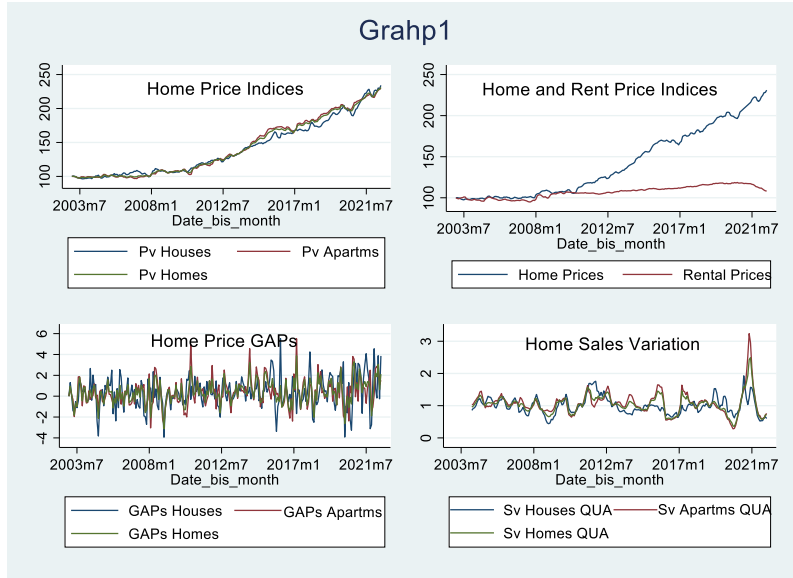 Grahp1
Home Price Indices
250
200
150
100
2003m7 2008m1 2012m7 2017m1 2021m7
Date_bis_month
Pv Houses Pv Apartms
Pv Homes
Home and Rent Price Indices
250
200
150
100
2003m7 2008m1 2012m7 2017m1 2021m7
Date_bis_month
Home Prices Rental Prices
Home Price GAPs
6
4
2
0
-2
-4
2003m7 2008m1 2012m7 2017m1 2021m7
Date_bis_month
GAPs Houses GAPs Apartms
GAPs Homes
Home Sales Variation
3
2
1
0
2003m7 2008m1 2012m7 2017m1 2021m7
Date_bis_month
Sv Houses QUA Sv Apartms QUA
Sv Homes QUA